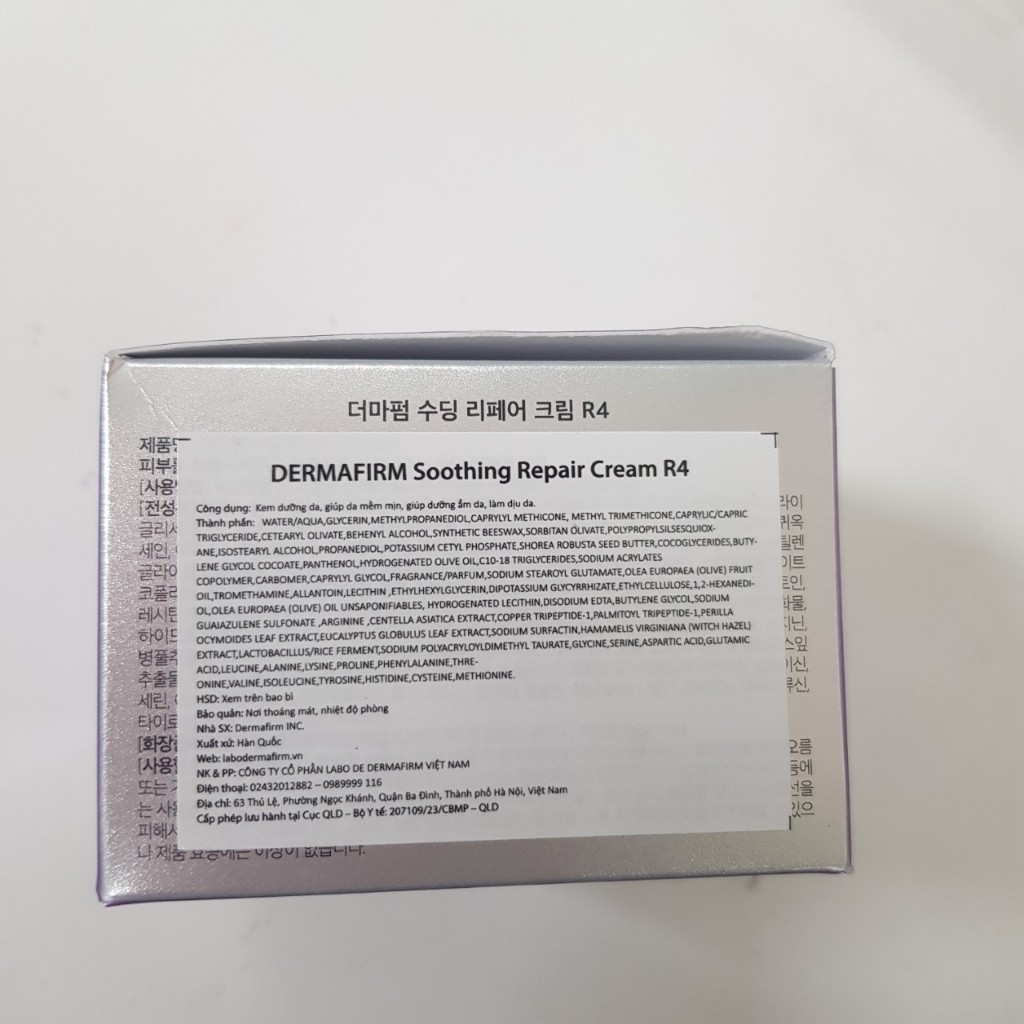 더마펌 수딩 리페어 크림 R4
DERMAFIRM Soothing Repair Cream R4
Công dụng: Kem dưỡng da, giúp da mềm mịn, giúp dưỡng ẩm da, làm dịu da.
Thành phần: WATER/AQUA,GLYCERIN,METHYLPROPANEDIOL,CAPRYLYL METHICONE, METHYL TRIMETHICONE,CAPRYLIC/CAPRIC
TRIGLYCERIDE,CETEARYL OLIVATE,BEHENYL ALCOHOL,SYNTHETIC BEESWAX,SORBITAN OLIVATE,POLYPROPYLSILSESQUIOX-
ANE,ISOSTEARYL ALCOHOL,PROPANEDIOL,POTASSIUM CETYL PHOSPHATE,SHOREA ROBUSTA SEED BUTTER,COCOGLYCERIDES,BUTY-
LENE GLYCOL COCOATE,PANTHENOL,HYDROGENATED OLIVE OIL,C10-18 TRIGLYCERIDES,SODIUM ACRYLATES
COPOLYMER,CARBOMER,CAPRYLYL GLYCOL,FRAGRANCE/PARFUM,SODIUM STEAROYL GLUTAMATE,OLEA EUROPAEA (OLIVE) FRUIT
OIL,TROMETHAMINE,ALLANTOIN,LECITHIN ,ETHYLHEXYLGLYCERIN,DIPOTASSIUM GLYCYRRHIZATE,ETHYLCELLULOSE,1,2-HEXANEDI-
OL,OLEA EUROPAEA (OLIVE) OIL UNSAPONIFIABLES, HYDROGENATED LECITHIN,DISODIUM EDTA,BUTYLENE GLYCOL,SODIUM
GUAIAZULENE SULFONATE ,ARGININE ,CENTELLA ASIATICA EXTRACT,COPPER TRIPEPTIDE-1,PALMITOYL TRIPEPTIDE-1,PERILLA
OCYMOIDES LEAF EXTRACT,EUCALYPTUS GLOBULUS LEAF EXTRACT,SODIUM SURFACTIN,HAMAMELIS VIRGINIANA (WITCH HAZEL)
EXTRACT,LACTOBACILLUS/RICE FERMENT,SODIUM POLYACRYLOYLDIMETHYL TAURATE,GLYCINE,SERINE,ASPARTIC ACID,GLUTAMIC
ACID,LEUCINE,ALANINE,LYSINE,PROLINE,PHENYLALANINE,THRE-
ONINE,VALINE,ISOLEUCINE,TYROSINE,HISTIDINE,CYSTEINE,METHIONINE.
HSD: Xem trên bao bì
Bảo quản: Nơi thoáng mát, nhiệt độ phòng
Nhà SX: Dermafirm INC.
Xuất xứ: Hàn Quốc
Web: labodermafirm.vn
NK & PP: CÔNG TY CỔ PHẦN LABO DE DERMAFIRM VIỆT NAM
Điện thoại: 02432012882 – 0989999 116
Địa chỉ: 63 Thủ Lệ, Phường Ngọc Khánh, Quận Ba Đình, Thành phố Hà Nội, Việt Nam
Cấp phép lưu hành tại Cục QLD – Bộ Y tế: 207109/23/CBMP – QLD